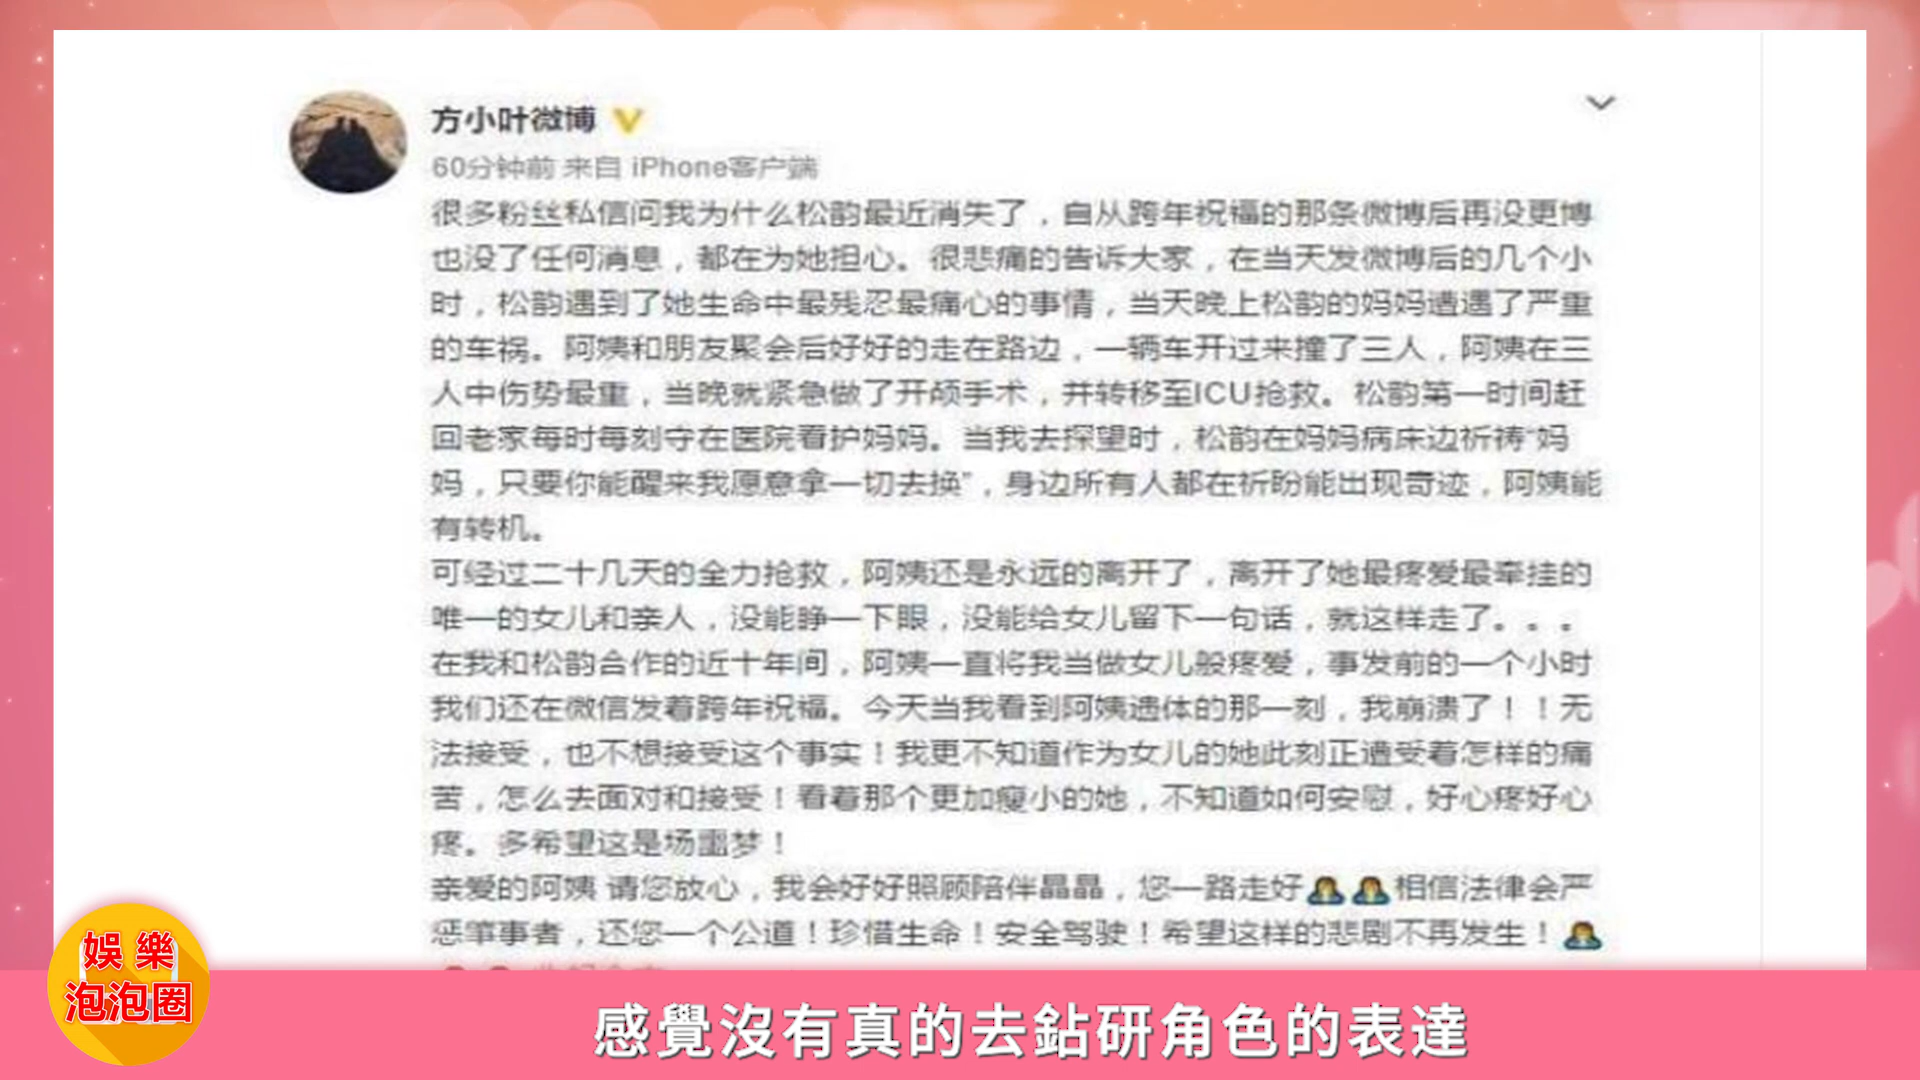 方小叶微博
60分钟前 来自 iPhone客户端
很多粉丝私信问我为什么松韵最近消失了，自从跨年祝福的那条微博后再没更博
也没了任何消息，都在为她担心。很悲痛的告诉大家，在当天发微博后的几个小
时，松韵遇到了她生命中最残忍最痛心的事情，当天晚上松韵的妈妈遭遇了严重
的车祸。阿姨和朋友聚会后好好的走在路边，一辆车开过来撞了三人，阿姨在三
人中伤势最重，当晚就紧急做了开颅手术，并转移至ICU抢救。松韵第一时间赶
回老家每时每刻守在医院看护妈妈。当我去探望时，松韵在妈妈病床边祈祷“妈
妈，只要你能醒来我愿意拿一切去换”，身边所有人都在祈盼能出现奇迹，阿姨能
有转机。
可经过二十几天的全力抢救，阿姨还是永远的离开了，离开了她最疼爱最牵挂的
唯一的女儿和亲人，没能睁一下眼，没能给女儿留下一句话，就这样走了。。。
在我和松韵合作的近十年间，阿姨一直将我当做女儿般疼爱，事发前的一个小时
我们还在微信发着跨年祝福。今天当我看到阿姨遗体的那一刻，我崩溃了！！无
法接受，也不想接受这个事实！我更不知道作为女儿的她此刻正遭受着怎样的痛
苦，怎么去面对和接受！看着那个更加瘦小的她，不知道如何安慰，好心疼好心
疼。多希望这是场噩梦！
亲爱的阿姨 请您放心，我会好好照顾陪伴晶晶，您一路走好相信法律会严
惩肇事者，还您一个公道！珍惜生命！安全驾驶！希望这样的悲剧不再发生！
娛樂
泡泡圈
感覺沒有真的去鉆研角色的表達